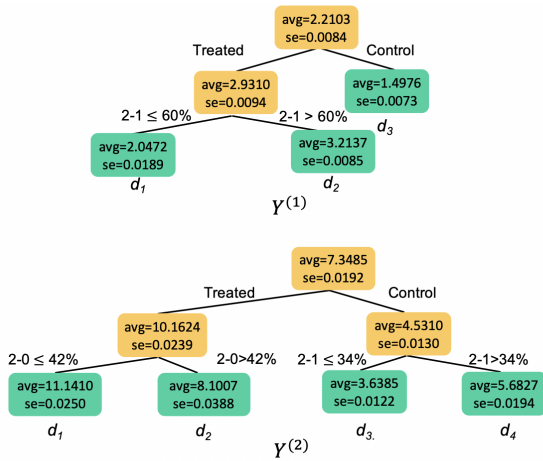 avg=2.2103
se=0.0084
Treated
Control
avg=2.9310
se=0.0094
avg=1.4976
se=0.0073
d3
2-1 ≤ 60%
2-1 > 60%
avg=2.0472
se=0.0189
avg=3.2137
se=0.0085
d1
d2
Y(1)
avg=7.3485
se=0.0192
Treated
Control
avg=10.1624
se=0.0239
avg=4.5310
se=0.0130
2-0 ≤ 42%
2-0>42%
2-1 ≤ 34%
2-1>34%
avg=11.1410
se=0.0250
avg=8.1007
se=0.0388
avg=3.6385
se=0.0122
avg=5.6827
se=0.0194
d1
d2
d3.
d4
Y(2)